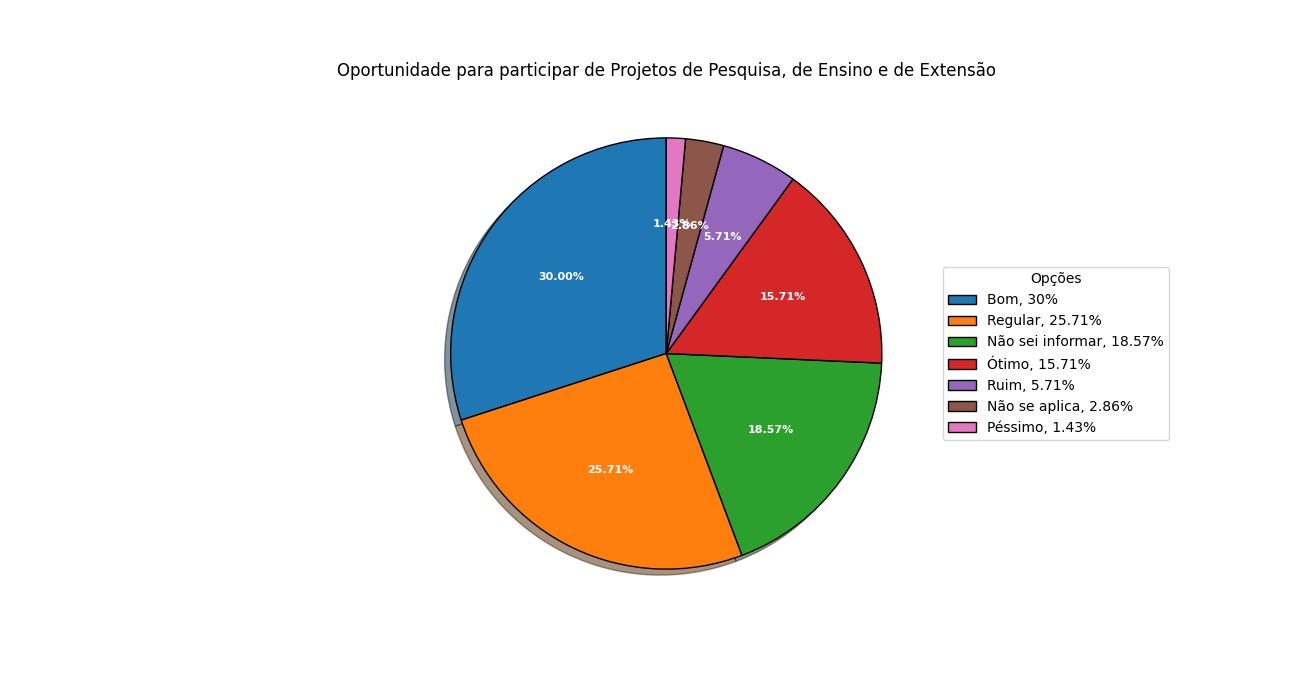 Oportunidade para participar de Projetos de Pesquisa, de Ensino e de Extensão
1.43%
2.86%
5.71%
30.00%
15.71%
18.57%
25.71%
Opções
Bom, 30%
Regular, 25.71%
Não sei informar, 18.57%
Ótimo, 15.71%
Ruim, 5.71%
Não se aplica, 2.86%
Péssimo, 1.43%